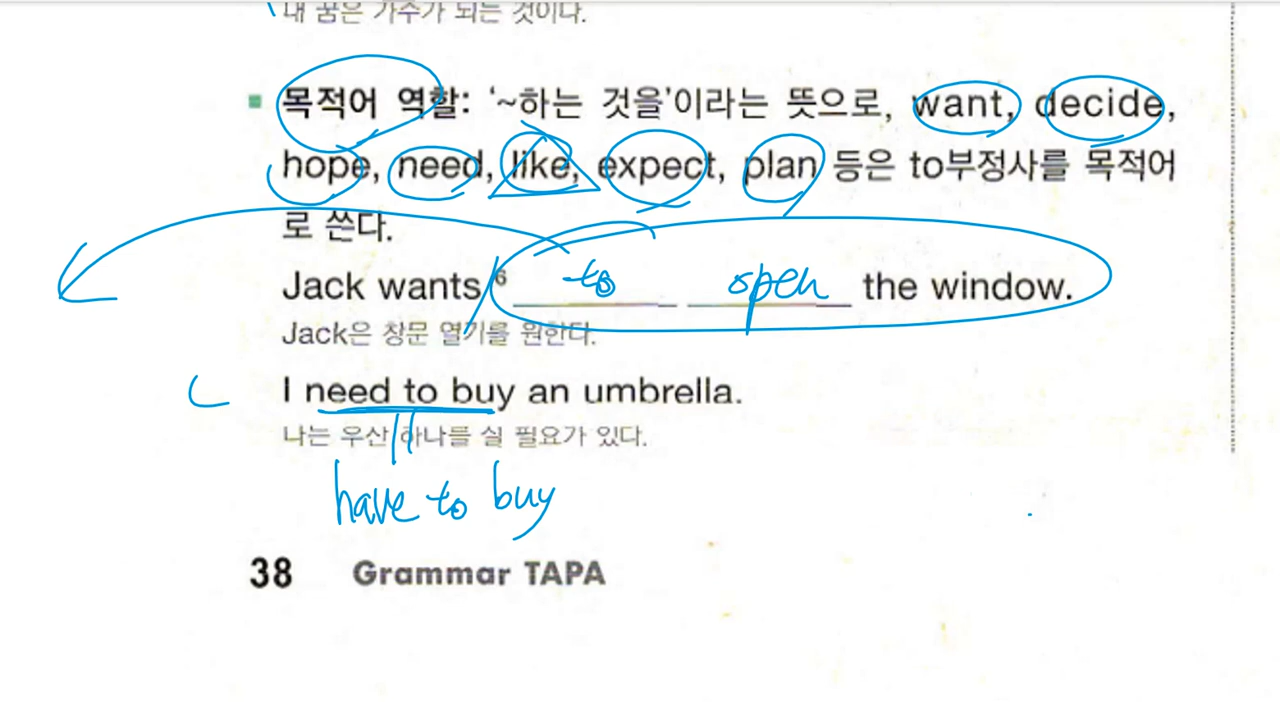 내 꿈은 가수가 되는 것이다.
▪ 목적어 역할: ‘~하는 것을’이라는 뜻으로, want, decide,
hope, need, like, expect, plan 등은 to부정사를 목적어
로 쓴다.
Jack wants 6 to open the window.
Jack은 창문 열기를 원한다.
I need to buy an umbrella.
나는 우산 하나를 실 필요가 있다.
have to buy
38 Grammar TAPA